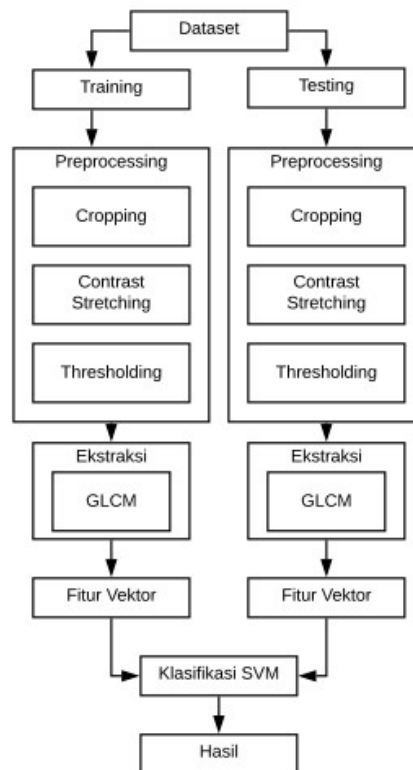 Dataset
Training
Testing
Preprocessing
Cropping
Contrast
Stretching
Thresholding
Preprocessing
Cropping
Contrast
Stretching
Thresholding
Ekstraksi
GLCM
Ekstraksi
GLCM
Fitur Vektor
Fitur Vektor
Klasifikasi SVM
Hasil